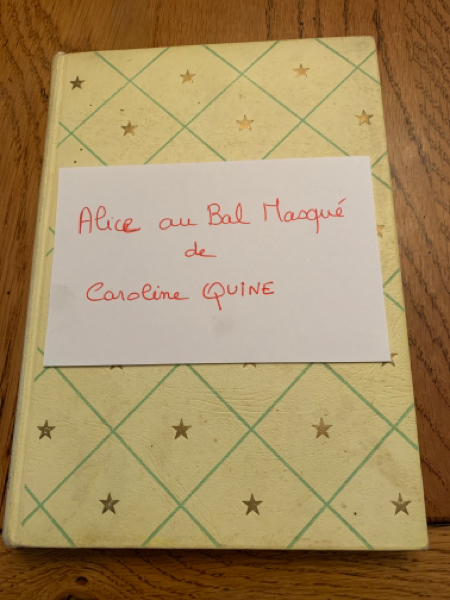 Alice au Bal Masqué
de
Caroline QUINE